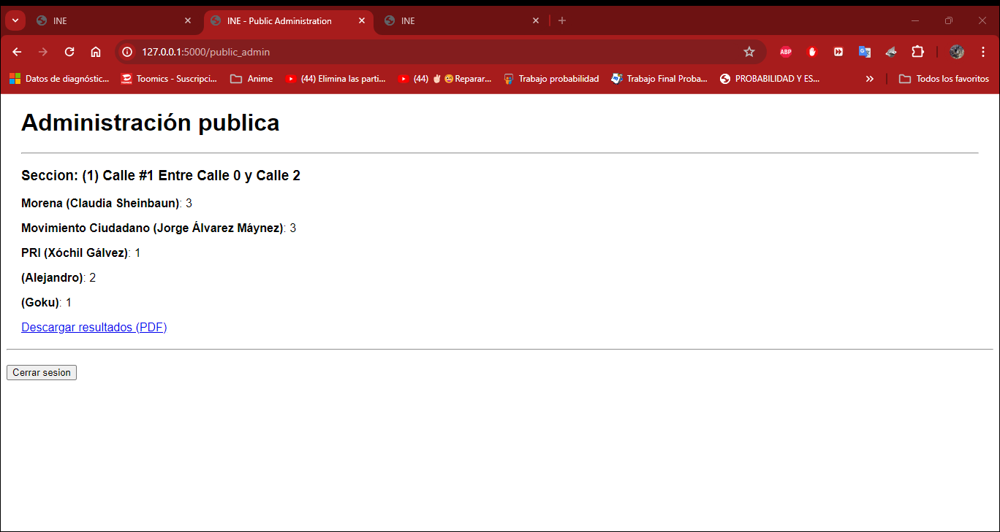 INE
INE - Public Administration
INE
127.0.0.1:5000/public_admin
ABP
Datos de diagnóstic...
Toomics - Suscripci...
Anime
(44) Elimina las parti...
(44) ✌😉Reparar...
Trabajo probabilidad
Trabajo Final Proba...
PROBABILIDAD Y ES...
»
Todos los favoritos
Administración publica
Seccion: (1) Calle #1 Entre Calle 0 y Calle 2
Morena (Claudia Sheinbaun): 3
Movimiento Ciudadano (Jorge Álvarez Máynez): 3
PRI (Xóchil Gálvez): 1
(Alejandro): 2
(Goku): 1
Descargar resultados (PDF)
Cerrar sesion